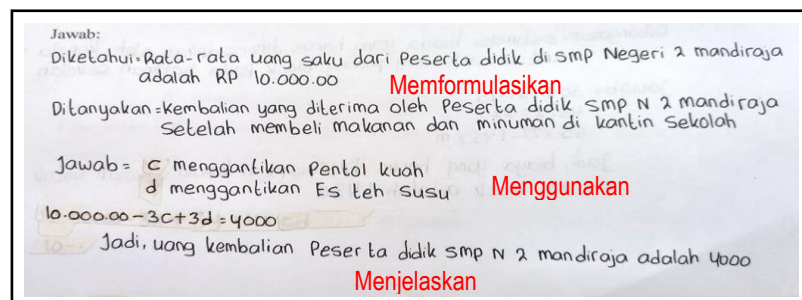 Jawab:
Diketahui: Rata-rata uang saku dari Peserta didik di SMP Negeri 2 mandiraja
adalah RP 10.000.00
Memformulasikan
Ditanyakan = Kembalian yang diterima oleh Peserta didik SMP N 2 mandiraja
Setelah membeli makanan dan minuman di kantin Sekolah
Jawab = C menggantikan Pentol kuah
d menggantikan Es teh susu
Menggunakan
10.000.00 - 3C + 3d = 4000
Jadi, uang kembalian Peserta didik SMP N 2 mandiraja adalah 4000
Menjelaskan